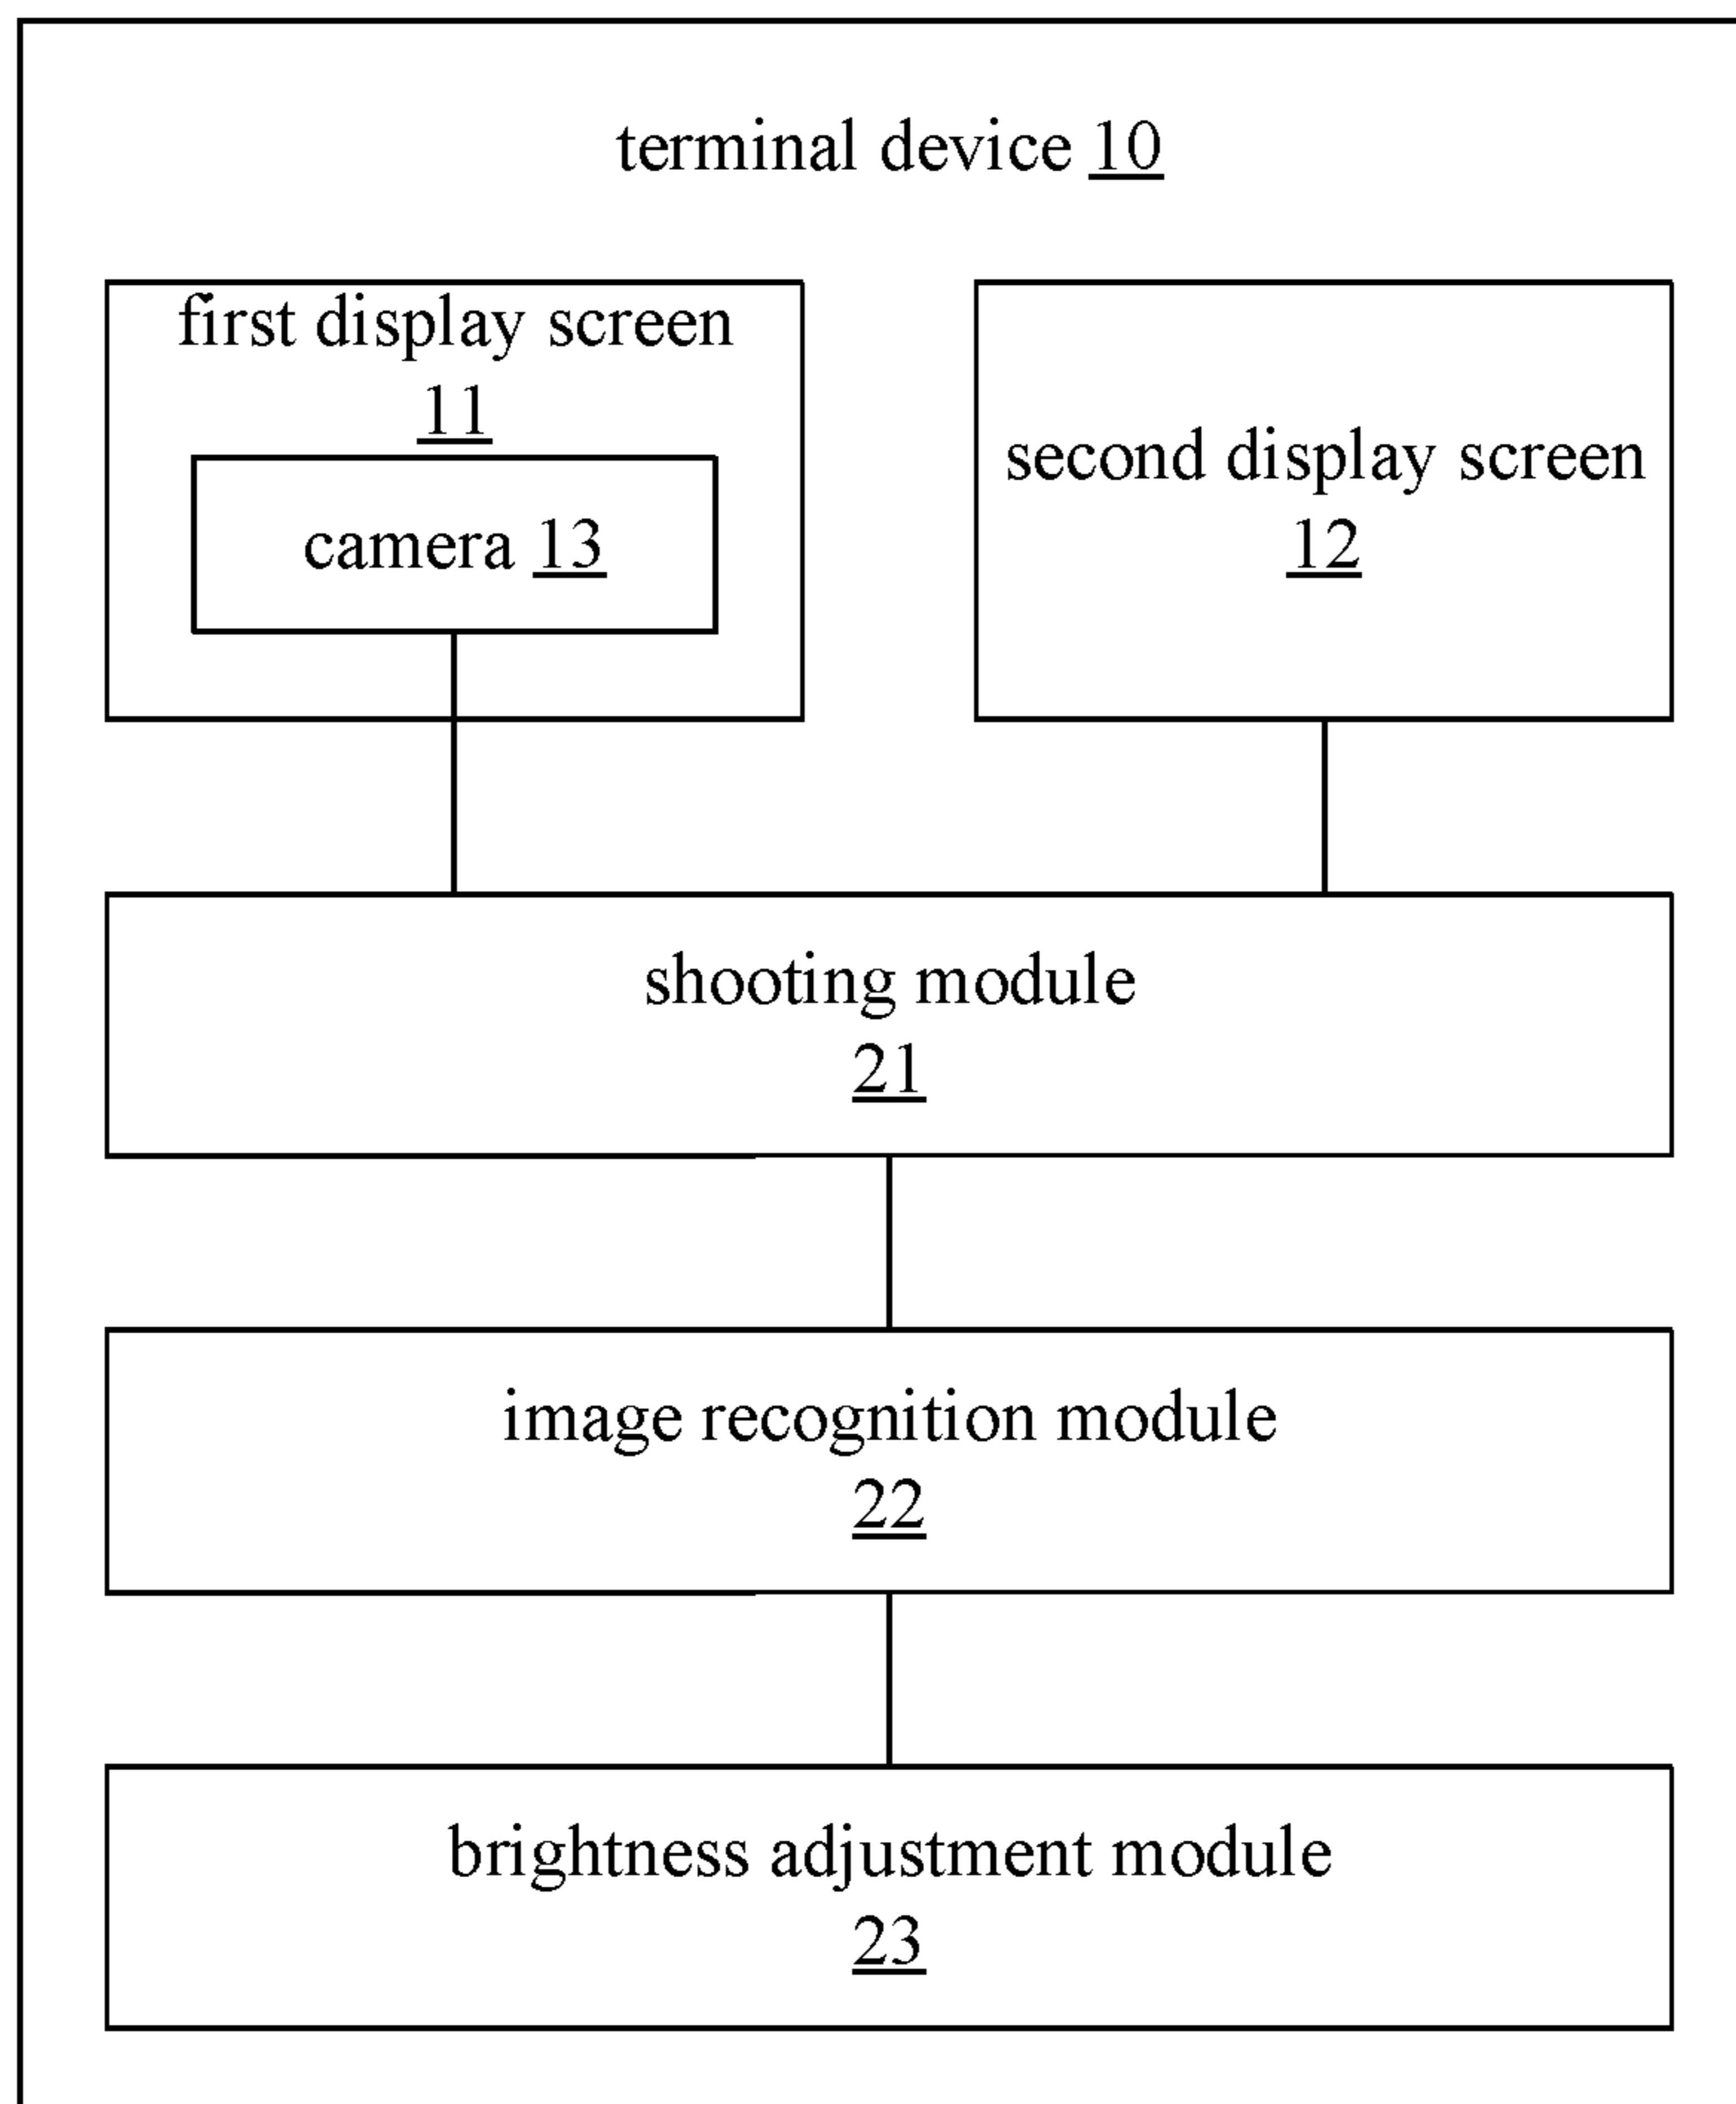 terminal device 10
first display screen
11
camera 13
second display screen
12
shooting module
21
image recognition module
22
brightness adjustment module
23